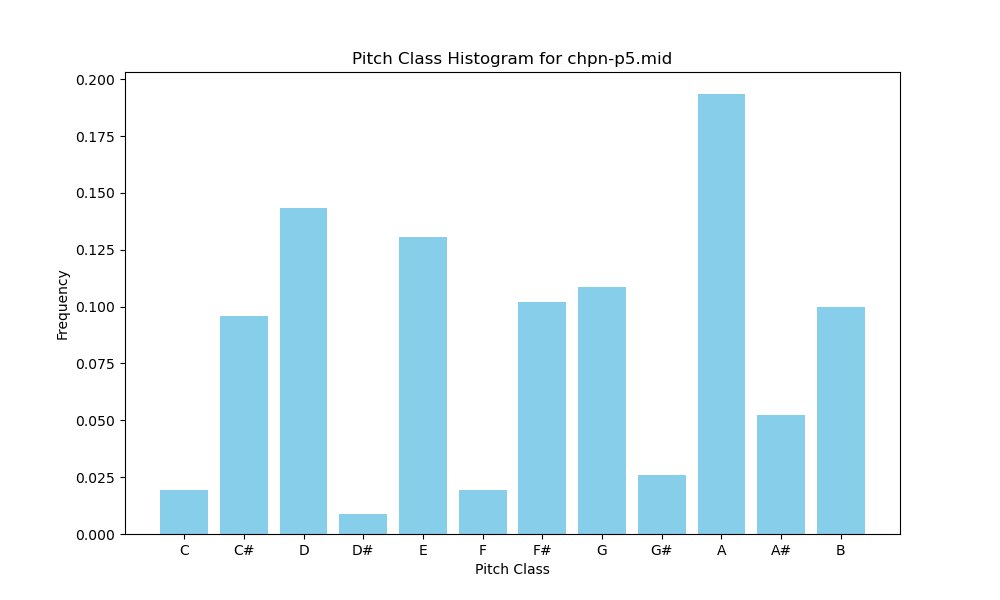 Pitch Class Histogram for chpn-p5.mid
0.200
0.175
0.150
0.125
0.100
0.075
0.050
0.025
0.000
Frequency
C C# D D# E F F# G G# A A# B
Pitch Class